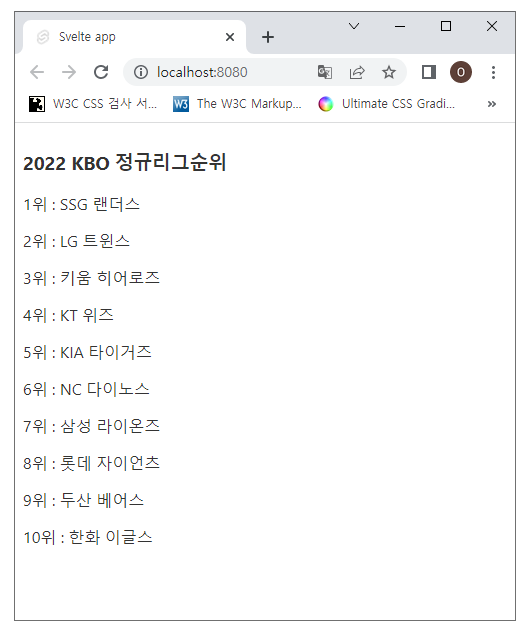 Svelte app
localhost:8080
W3C CSS 검사 서...
The W3C Markup...
Ultimate CSS Gradi...
2022 KBO 정규리그순위
1위 : SSG 랜더스
2위 : LG 트윈스
3위 : 키움 히어로즈
4위 : KT 위즈
5위 : KIA 타이거즈
6위 : NC 다이노스
7위 : 삼성 라이온즈
8위 : 롯데 자이언츠
9위 : 두산 베어스
10위 : 한화 이글스